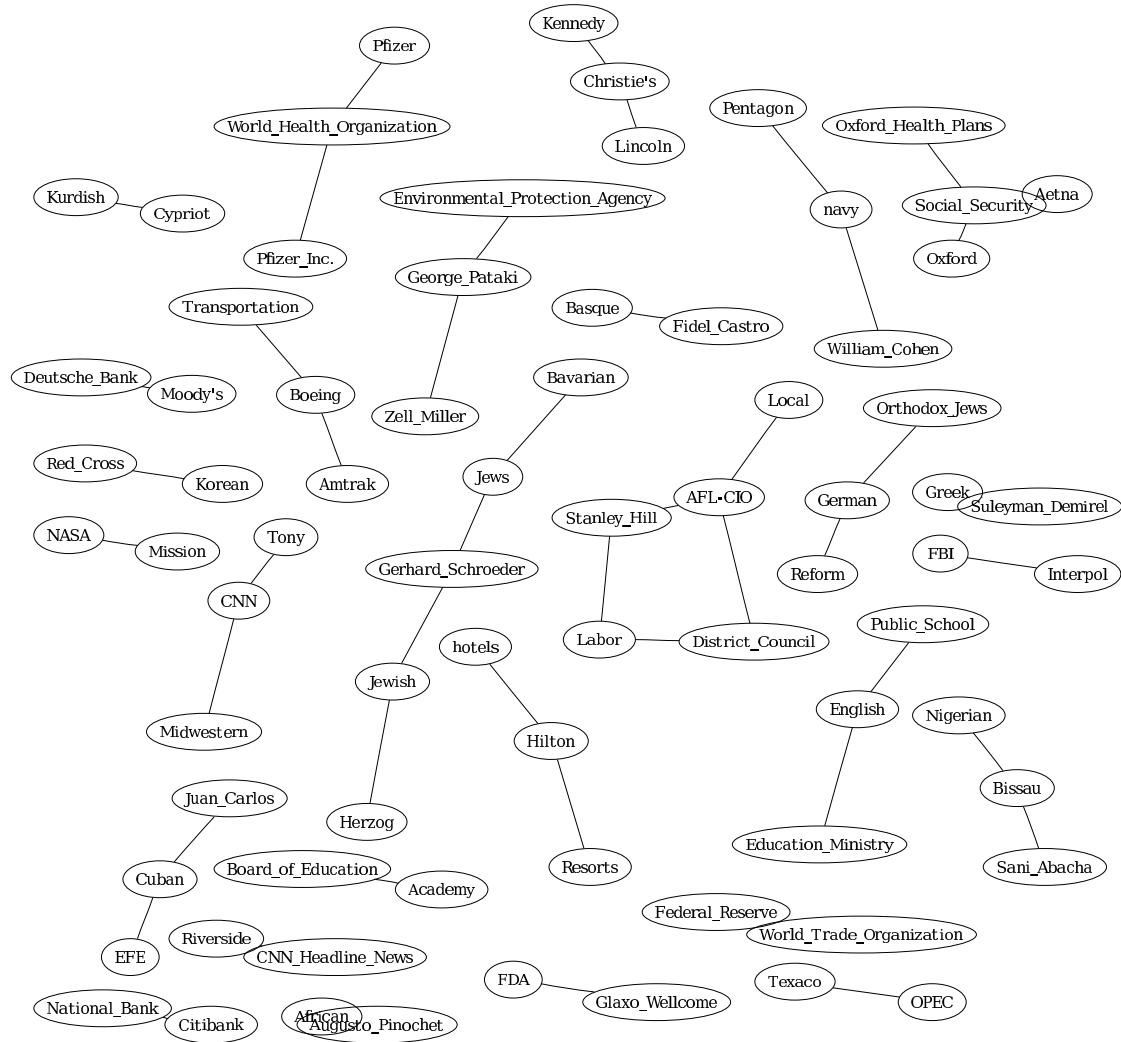 Kennedy
Pfizer
Christie's
Pentagon
World_Health_Organization
Oxford_Health_Plans
Lincoln
Kurdish
Cypriot
Environmental_Protection_Agency
navy
Social_Security
Aetna
Pfizer_Inc.
George_Pataki
Oxford
Transportation
Basque
Fidel_Castro
William_Cohen
Deutsche_Bank
Moody's
Boeing
Bavarian
Zell_Miller
Local
Orthodox_Jews
Red_Cross
Korean
Amtrak
Jews
AFL-CIO
German
Greek
Suleyman_Demirel
Stanley_Hill
NASA
Mission
Tony
FBI
Gerhard_Schroeder
Reform
Interpol
CNN
Public_School
hotels
Labor
District_Council
Jewish
English
Nigerian
Midwestern
Hilton
Juan_Carlos
Bissau
Herzog
Education_Ministry
Cuban
Board_of_Education
Academy
Resorts
Sani_Abacha
Federal_Reserve
World_Trade_Organization
Riverside
EFE
CNN_Headline_News
FDA
Texaco
National_Bank
Glaxo_Wellcome
OPEC
Citibank
African
Augusto_Pinochet